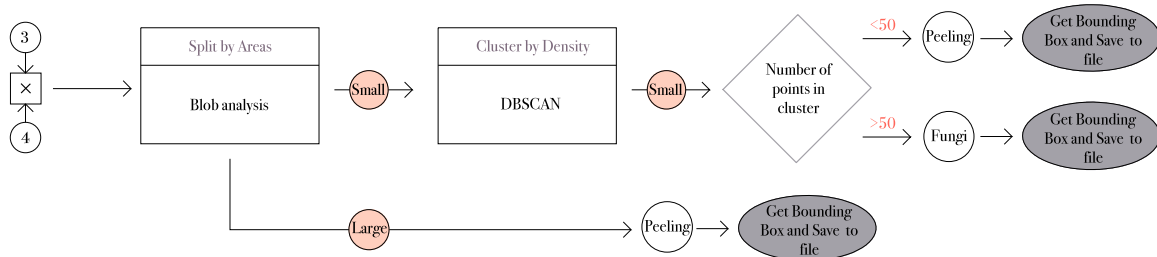 3
×
4
Split by Areas
Blob analysis
Small
Cluster by Density
DBSCAN
Small
Number of
points in
cluster
<50
Peeling
Get Bounding
Box and Save to
file
>50
Fungi
Get Bounding
Box and Save to
file
Large
Peeling
Get Bounding
Box and Save to
file